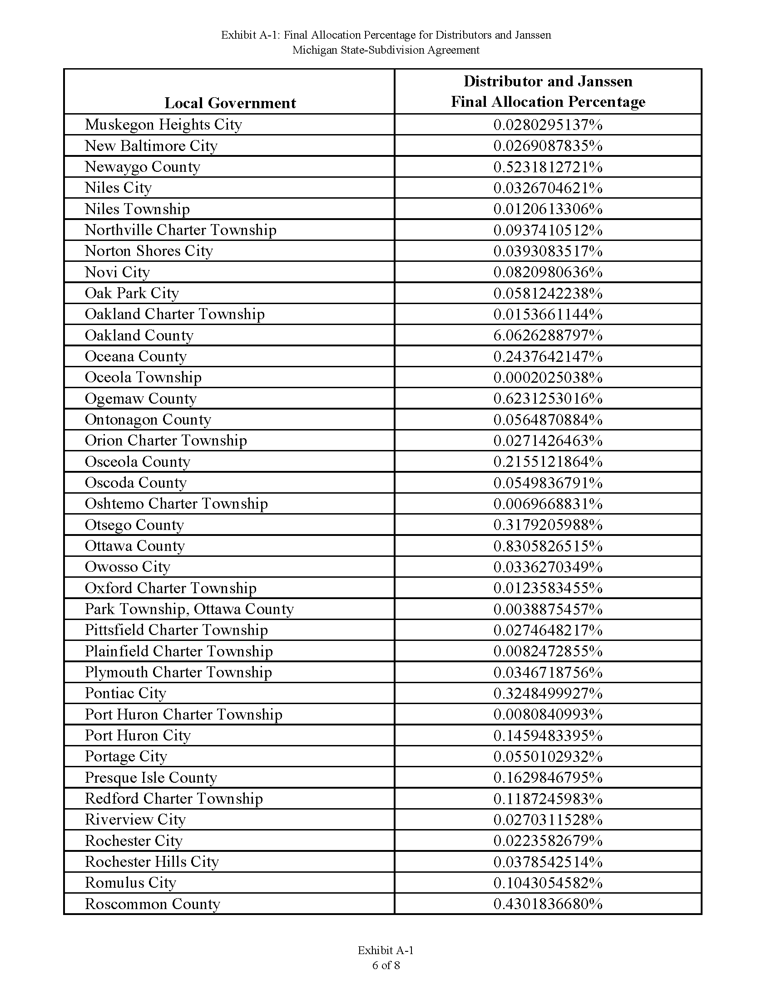 Exhibit A-1: Final Allocation Percentage for Distributors and Janssen
Michigan State-Subdivision Agreement
Local Government
Distributor and Janssen
Final Allocation Percentage
Muskegon Heights City 0.0280295137%
New Baltimore City 0.0269087835%
Newaygo County 0.5231812721%
Niles City 0.0326704621%
Niles Township 0.0120613306%
Northville Charter Township 0.0937410512%
Norton Shores City 0.0393083517%
Novi City 0.0820980636%
Oak Park City 0.0581242238%
Oakland Charter Township 0.0153661144%
Oakland County 6.0626288797%
Oceana County 0.2437642147%
Oceola Township 0.0002025038%
Ogemaw County 0.6231253016%
Ontonagon County 0.0564870884%
Orion Charter Township 0.0271426463%
Osceola County 0.2155121864%
Oscoda County 0.0549836791%
Oshtemo Charter Township 0.0069668831%
Otsego County 0.3179205988%
Ottawa County 0.8305826515%
Owosso City 0.0336270349%
Oxford Charter Township 0.0123583455%
Park Township, Ottawa County 0.0038875457%
Pittsfield Charter Township 0.0274648217%
Plainfield Charter Township 0.0082472855%
Plymouth Charter Township 0.0346718756%
Pontiac City 0.3248499927%
Port Huron Charter Township 0.0080840993%
Port Huron City 0.1459483395%
Portage City 0.0550102932%
Presque Isle County 0.1629846795%
Redford Charter Township 0.1187245983%
Riverview City 0.0270311528%
Rochester City 0.0223582679%
Rochester Hills City 0.0378542514%
Romulus City 0.1043054582%
Roscommon County 0.4301836680%
Exhibit A-1
6 of 8